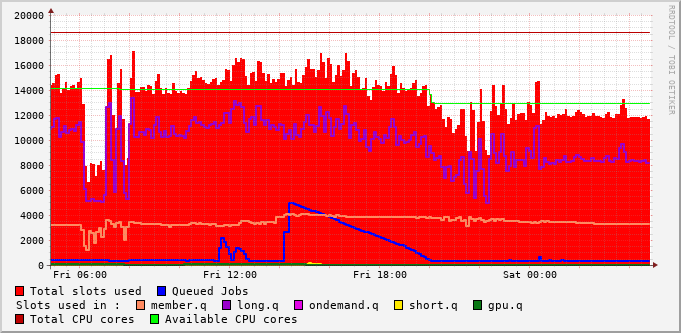 20000
18000
16000
14000
12000
10000
8000
6000
4000
2000
0
Fri 06:00 Fri 12:00 Fri 18:00 Sat 00:00
RRDTOOL / TOBI OETIKER
Total slots used Queued Jobs
Slots used in : member.q long.q ondemand.q short.q gpu.q
Total CPU cores Available CPU cores